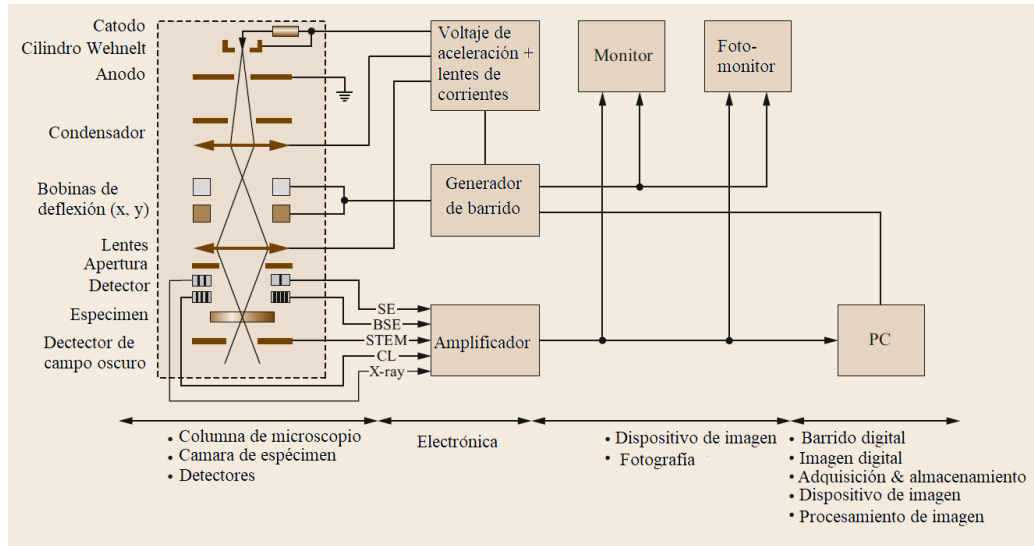 Catodo
Cilindro Wehnelt
Anodo
Condensador
Bobinas de
deflexión (x, y)
Lentes
Apertura
Detector
Espécimen
Dectector de
campo oscuro
Voltaje de
aceleración +
lentes de
corrientes
Monitor
Foto-
monitor
Generador
de barrido
SE
BSE
STEM
CL
X-ray
Amplificador
PC
• Columna de microscopio
• Camara de espécimen
• Detectores
Electrónica
• Dispositivo de imagen
• Fotografía
• Barrido digital
• Imagen digital
• Adquisición & almacenamiento
• Dispositivo de imagen
• Procesamiento de imagen